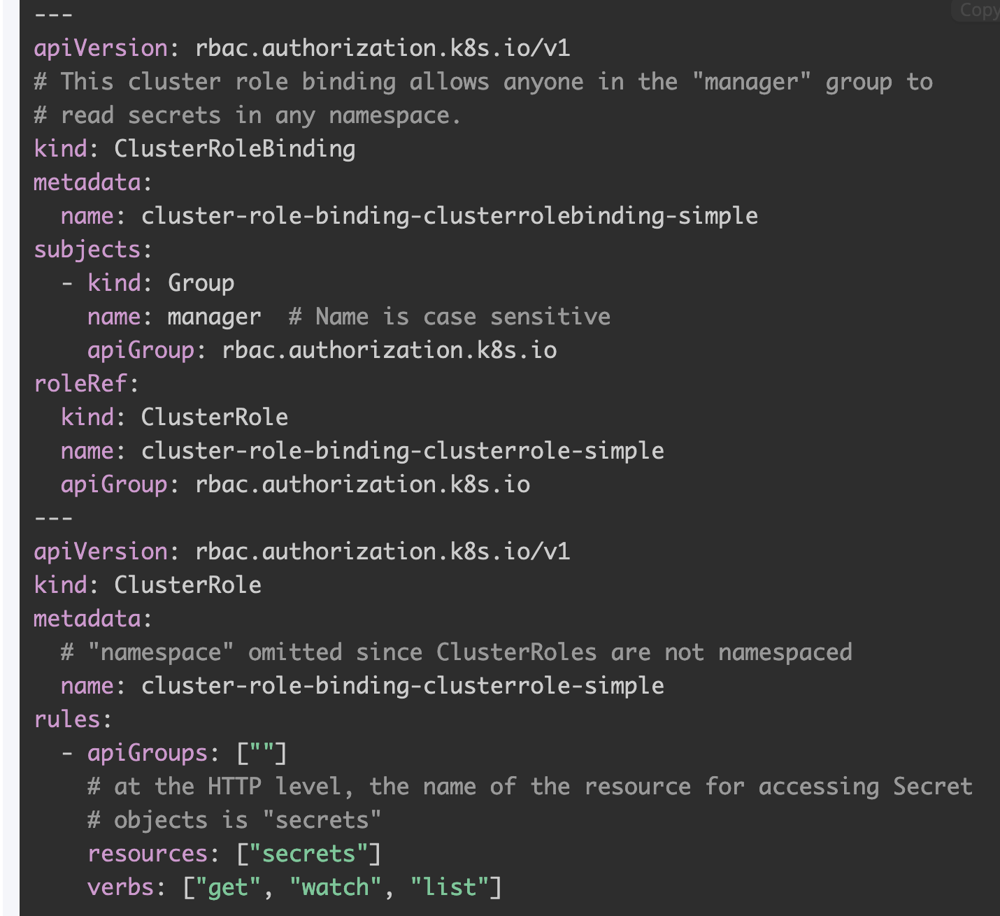 ---
Copy
apiVersion: rbac.authorization.k8s.io/v1
# This cluster role binding allows anyone in the "manager" group to
# read secrets in any namespace.
kind: ClusterRoleBinding
metadata:
  name: cluster-role-binding-clusterrolebinding-simple
subjects:
  - kind: Group
    name: manager  # Name is case sensitive
    apiGroup: rbac.authorization.k8s.io
roleRef:
  kind: ClusterRole
  name: cluster-role-binding-clusterrole-simple
  apiGroup: rbac.authorization.k8s.io
---
apiVersion: rbac.authorization.k8s.io/v1
kind: ClusterRole
metadata:
  # "namespace" omitted since ClusterRoles are not namespaced
  name: cluster-role-binding-clusterrole-simple
rules:
  - apiGroups: [""]
    # at the HTTP level, the name of the resource for accessing Secret
    # objects is "secrets"
    resources: ["secrets"]
    verbs: ["get", "watch", "list"]